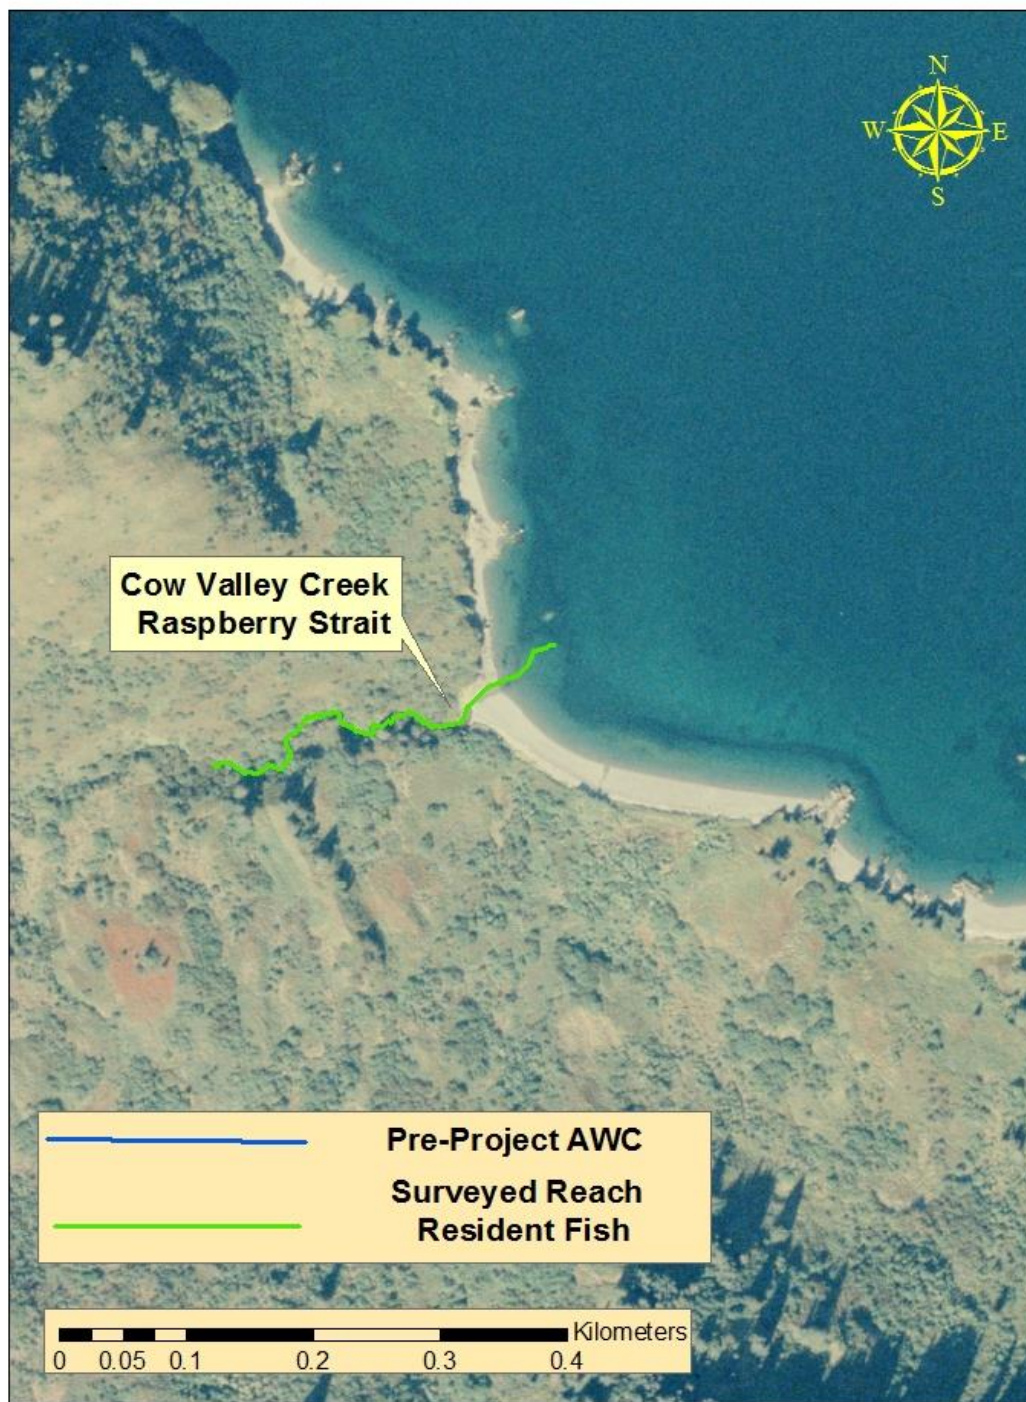 N
W E
S
Cow Valley Creek
Raspberry Strait
Pre-Project AWC
Surveyed Reach
Resident Fish
Kilometers
0 0.05 0.1 0.2 0.3 0.4